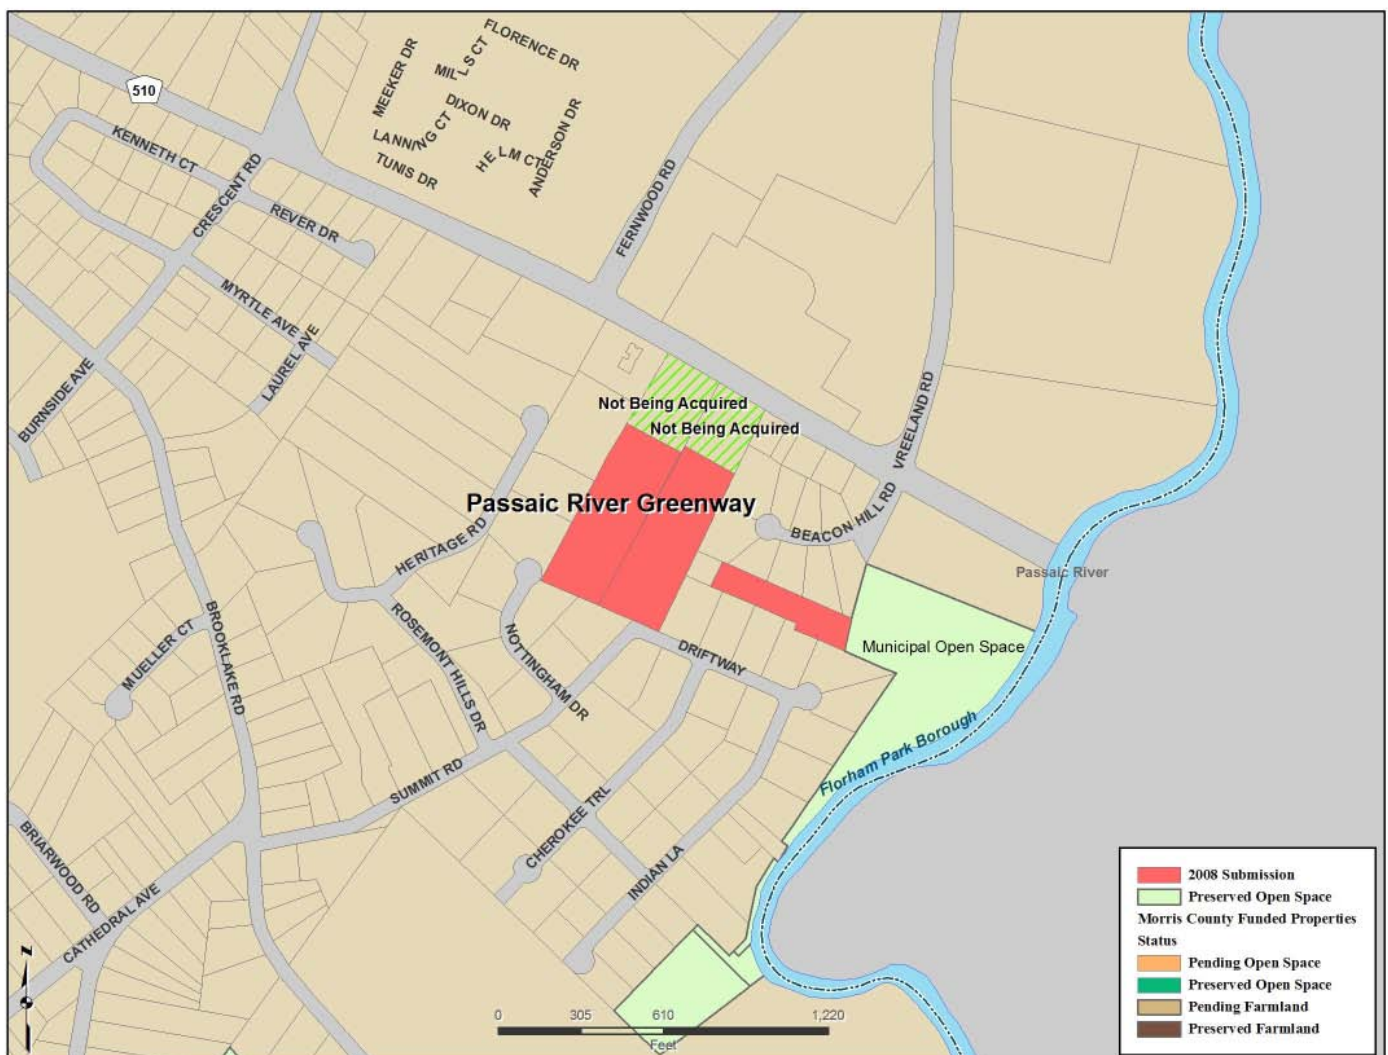 510
FLORENCE DR
MILLS CT
MEEKER DR
DIXON DR
LANNING CT
HELM CT
ANDERSON DR
TUNIS DR
KENNETH CT
CRESCENT RD
REVER DR
FERNWOOD RD
MYRTLE AVE
LAUREL AVE
BURNSIDE AVE
VREELAND RD
Not Being Acquired
Not Being Acquired
Passaic River Greenway
BEACON HILL RD
HERITAGE RD
Passaic River
Municipal Open Space
MUELLER CT
BROOKLAKE RD
ROSEMONT HILLS DR
NOTTINGHAM DR
DRIFTWAY
SUMMIT RD
Florham Park Borough
CHEROKEE TRL
INDIAN LA
BRIARWOOD RD
CATHEDRAL AVE
Z
0 305 610 1,220
Feet
2008 Submission
Preserved Open Space
Morris County Funded Properties
Status
Pending Open Space
Preserved Open Space
Pending Farmland
Preserved Farmland